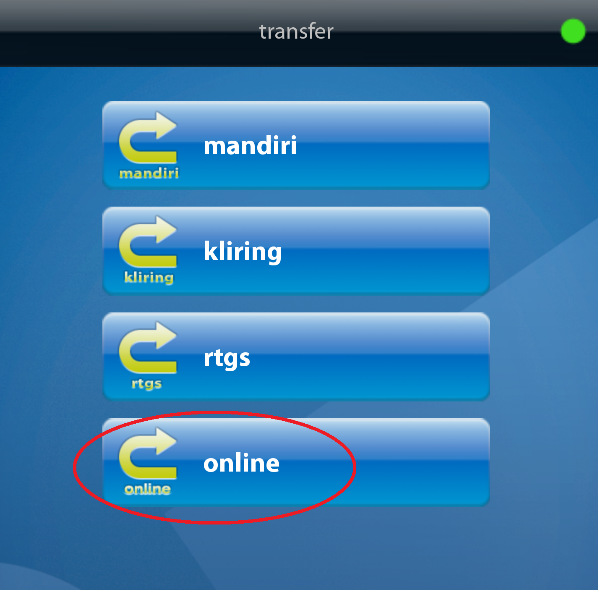 transfer
mandiri
mandiri
kliring
kliring
rtgs
rtgs
online
online